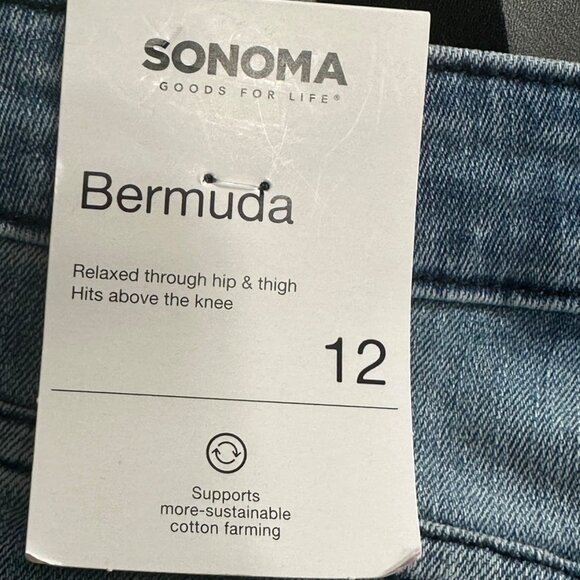 SONOMA
GOODS FOR LIFE®
Bermuda
Relaxed through hip & thigh
Hits above the knee
12
Supports
more-sustainable
cotton farming